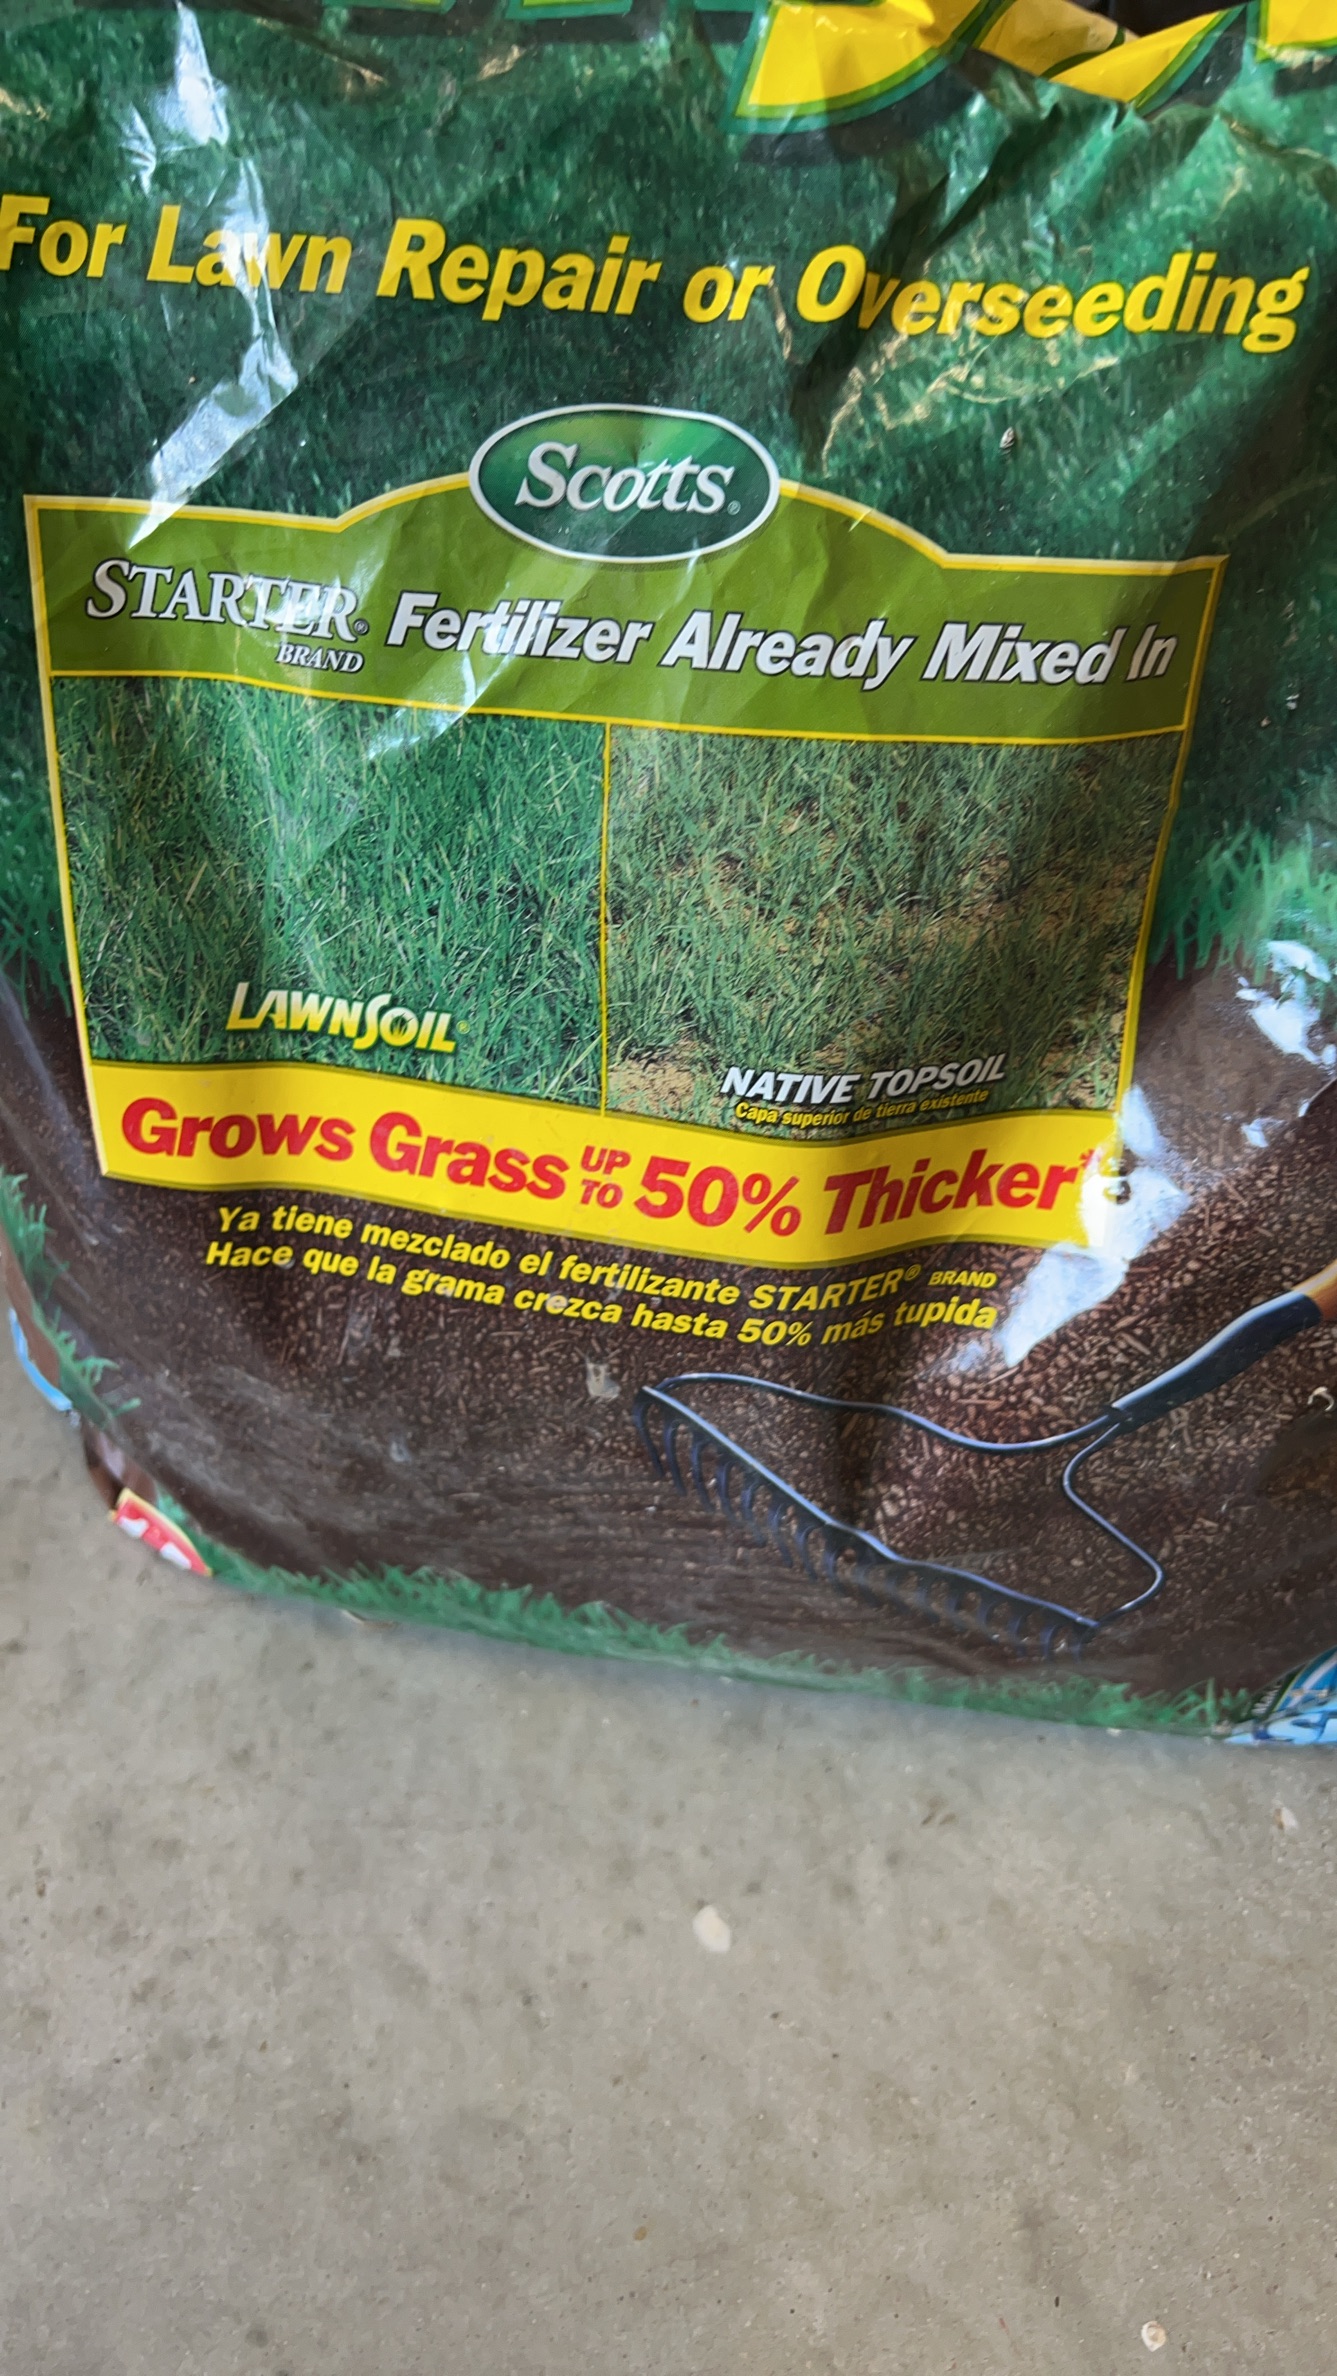 For Lawn Repair or Overseeding
Scotts®
STARTER® Fertilizer Already Mixed In
BRAND
LAWNSOIL®
NATIVE TOPSOIL
Capa superior de tierra existente
Grows Grass UP TO 50% Thicker*
Ya tiene mezclado el fertilizante STARTER® BRAND
Hace que la grama crezca hasta 50% más tupida